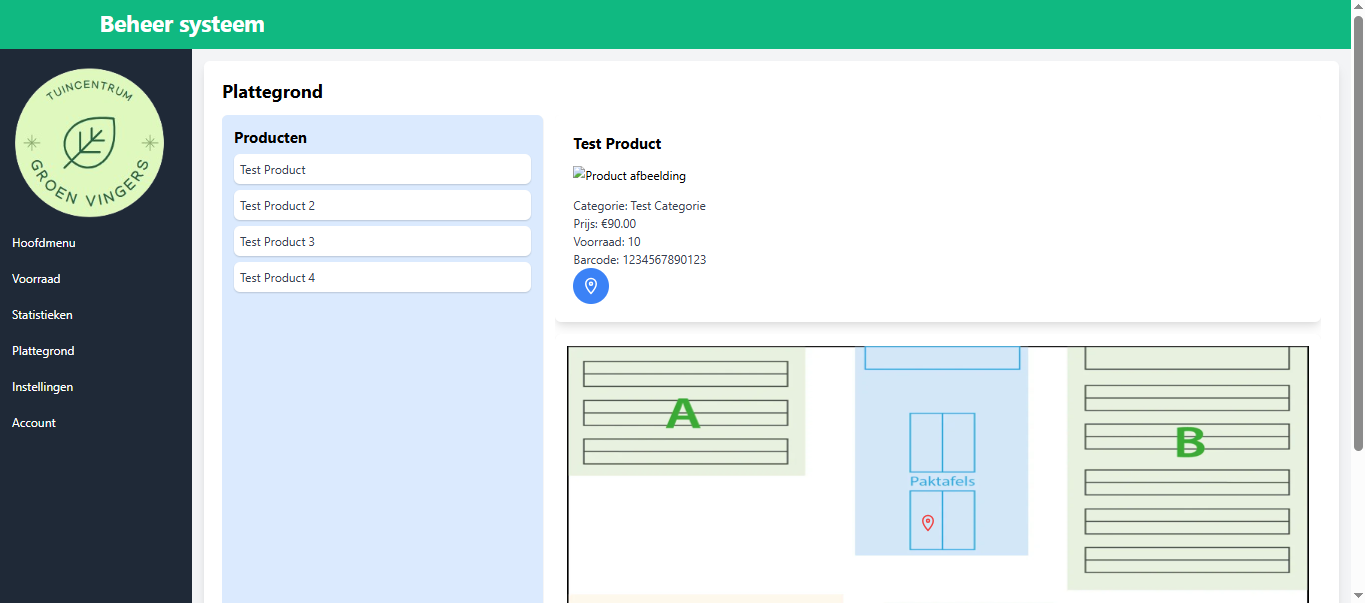 Beheer systeem
TUINCENTRUM
GROEN VINGERS
Hoofdmenu
Voorraad
Statistieken
Plattegrond
Instellingen
Account
Plattegrond
Producten
Test Product
Test Product 2
Test Product 3
Test Product 4
Test Product
Product afbeelding
Categorie: Test Categorie
Prijs: €90.00
Voorraad: 10
Barcode: 1234567890123
A
B
Paktafels